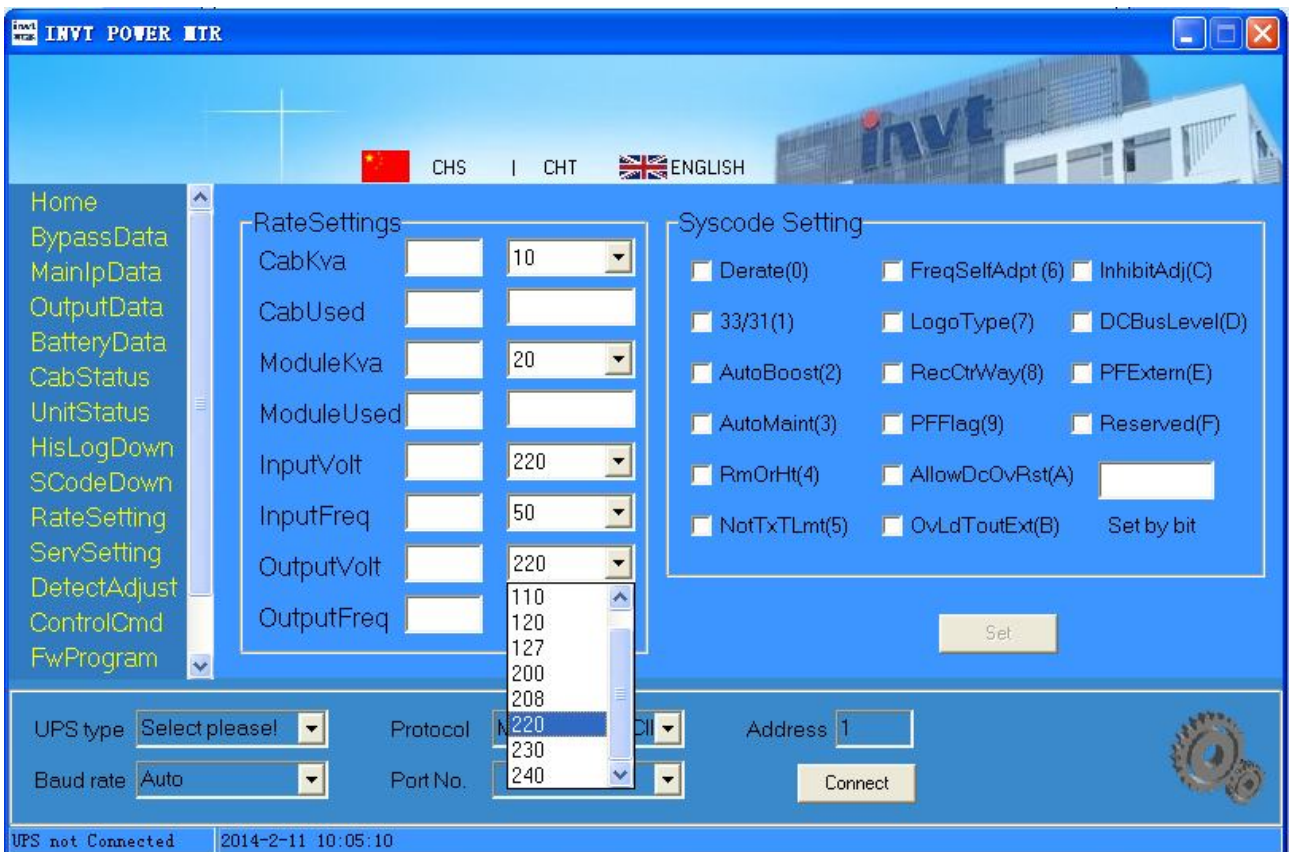 INVT POWER MTR
invt
CHS | CHT ENGLISH
Home
BypassData
MainIpData
OutputData
BatteryData
CabStatus
UnitStatus
HisLogDown
SCodeDown
RateSetting
ServSetting
DetectAdjust
ControlCmd
FwProgram
RateSettings
CabKva 10
CabUsed
ModuleKva 20
ModuleUsed
InputVolt 220
InputFreq 50
OutputVolt 220
OutputFreq
110
120
127
200
208
220
230
240
Syscode Setting
Derate(0) FreqSelfAdpt (6) InhibitAdj(C)
33/31(1) LogoType(7) DCBusLevel(D)
AutoBoost(2) RecCtrWay(8) PFExtern(E)
AutoMaint(3) PFFlag(9) Reserved(F)
RmOrHt(4) AllowDcOvRst(A)
NotTxTLmt(5) OvLdToutExt(B) Set by bit
Set
UPS type Select please! Protocol Address 1
Baud rate Auto Port No. Connect
UPS not Connected 2014-2-11 10:05:10